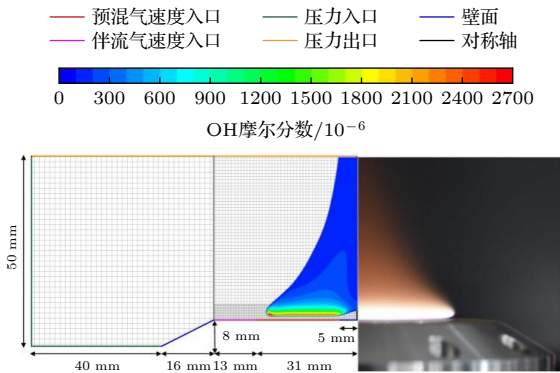 预混气速度入口 压力入口 壁面
伴流气速度入口 压力出口 对称轴
0 300 600 900 1200 1500 1800 2100 2400 2700
OH摩尔分数/10⁻⁶
50 mm
8 mm
5 mm
40 mm 16 mm 13 mm 31 mm